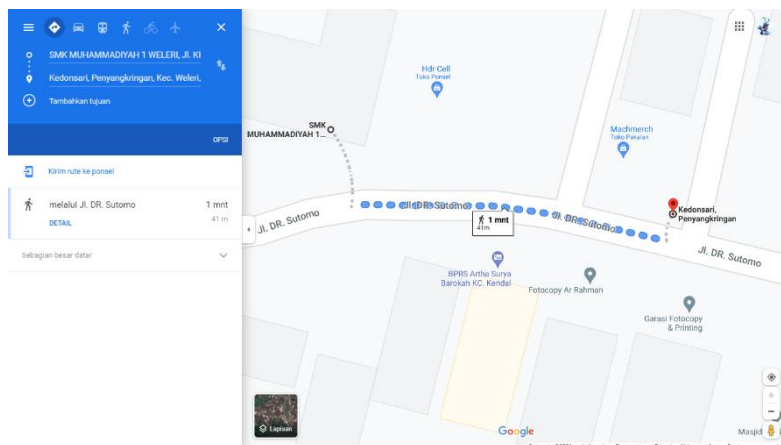 SMK MUHAMMADIYAH 1 WELERI, Jl. KI
Kedonsari, Penyangkringan, Kec. Weleri,
Tambahkan tujuan
OPSI
Kirim rute ke ponsel
melalui Jl. DR. Sutomo
1 mnt
41 m
DETAIL
Sebagian besar datar
Hdr Cell
Toko Ponsel
SMK
MUHAMMADIYAH 1...
Machmerch
Toko Pakaian
Jl. DR. Sutomo
Jl. DR. Sutomo
1 mnt
41m
Jl. DR. Sutomo
Kedonsari,
Penyangkringan
Jl. DR. Sutomo
BPRS Artha Surya
Barokah KC. Kendal
Fotocopy Ar Rahman
Garasi Fotocopy
& Printing
Lapisan
Google
Masjid